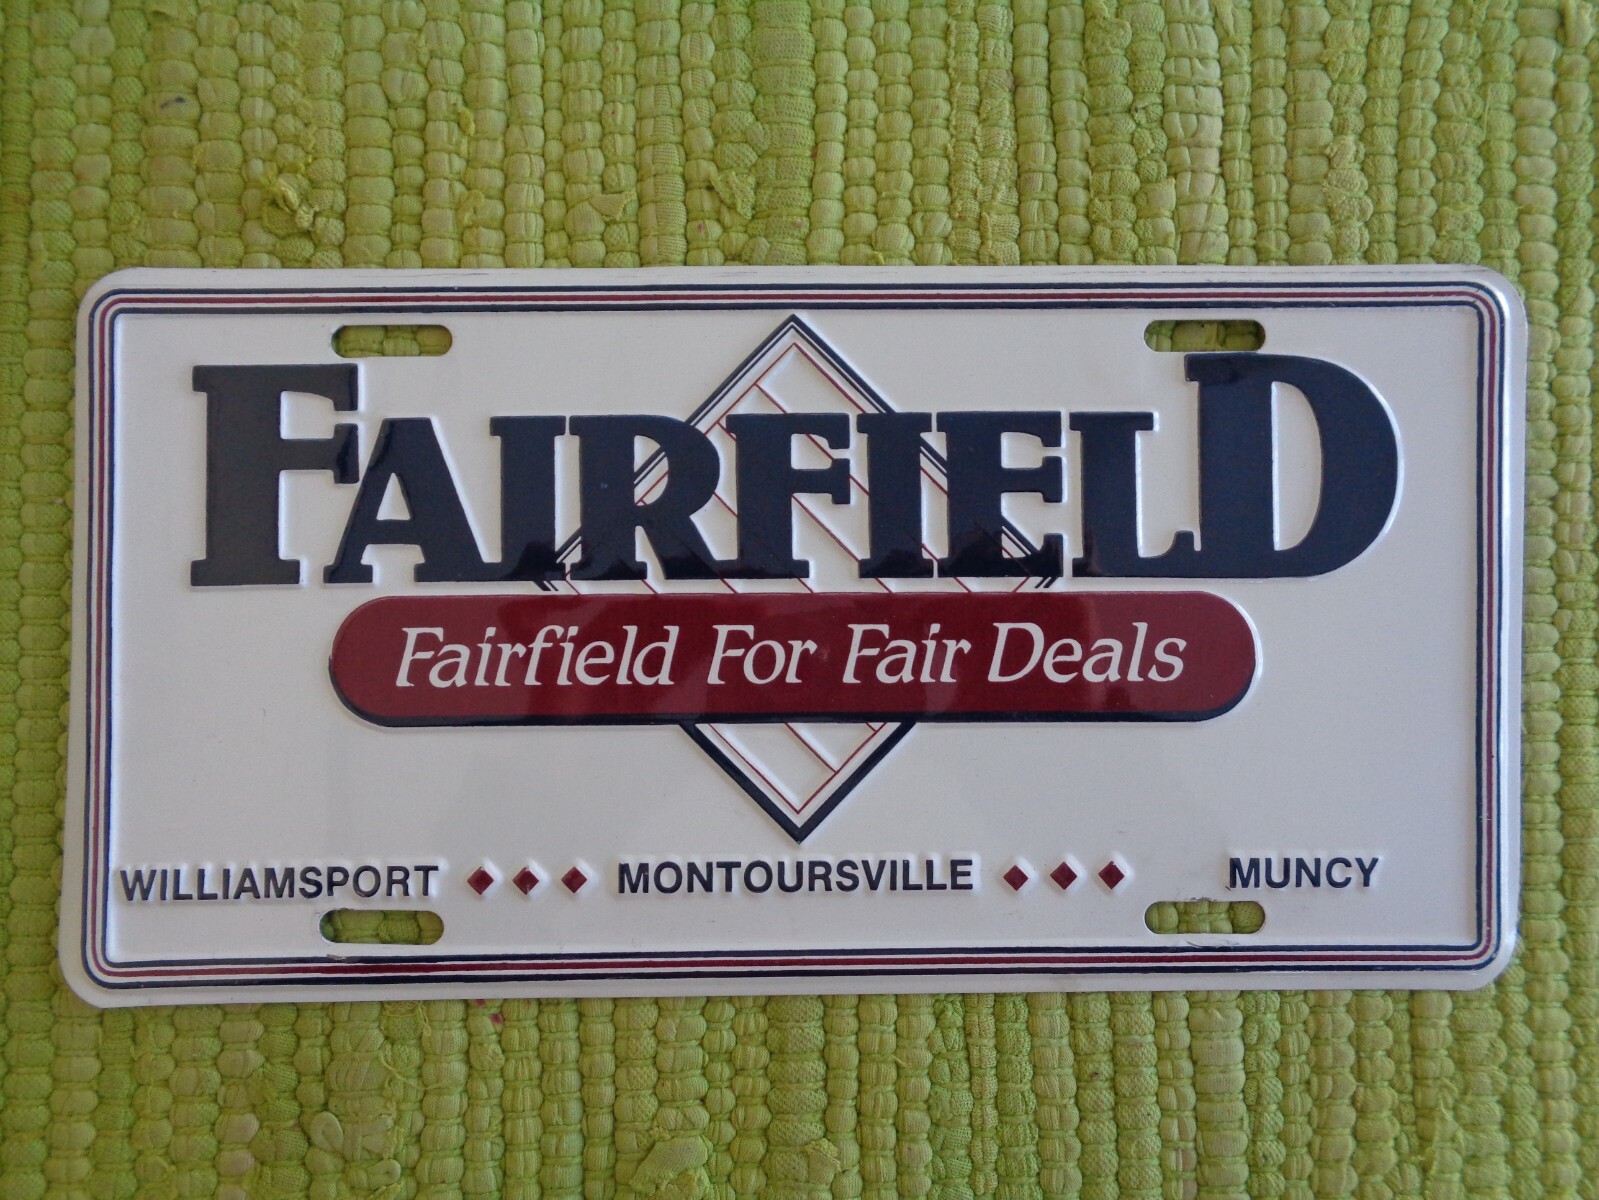 FAIRFIELD
Fairfield For Fair Deals
WILLIAMSPORT ♦ ♦ ♦ MONTOURSVILLE ♦ ♦ ♦ MUNCY